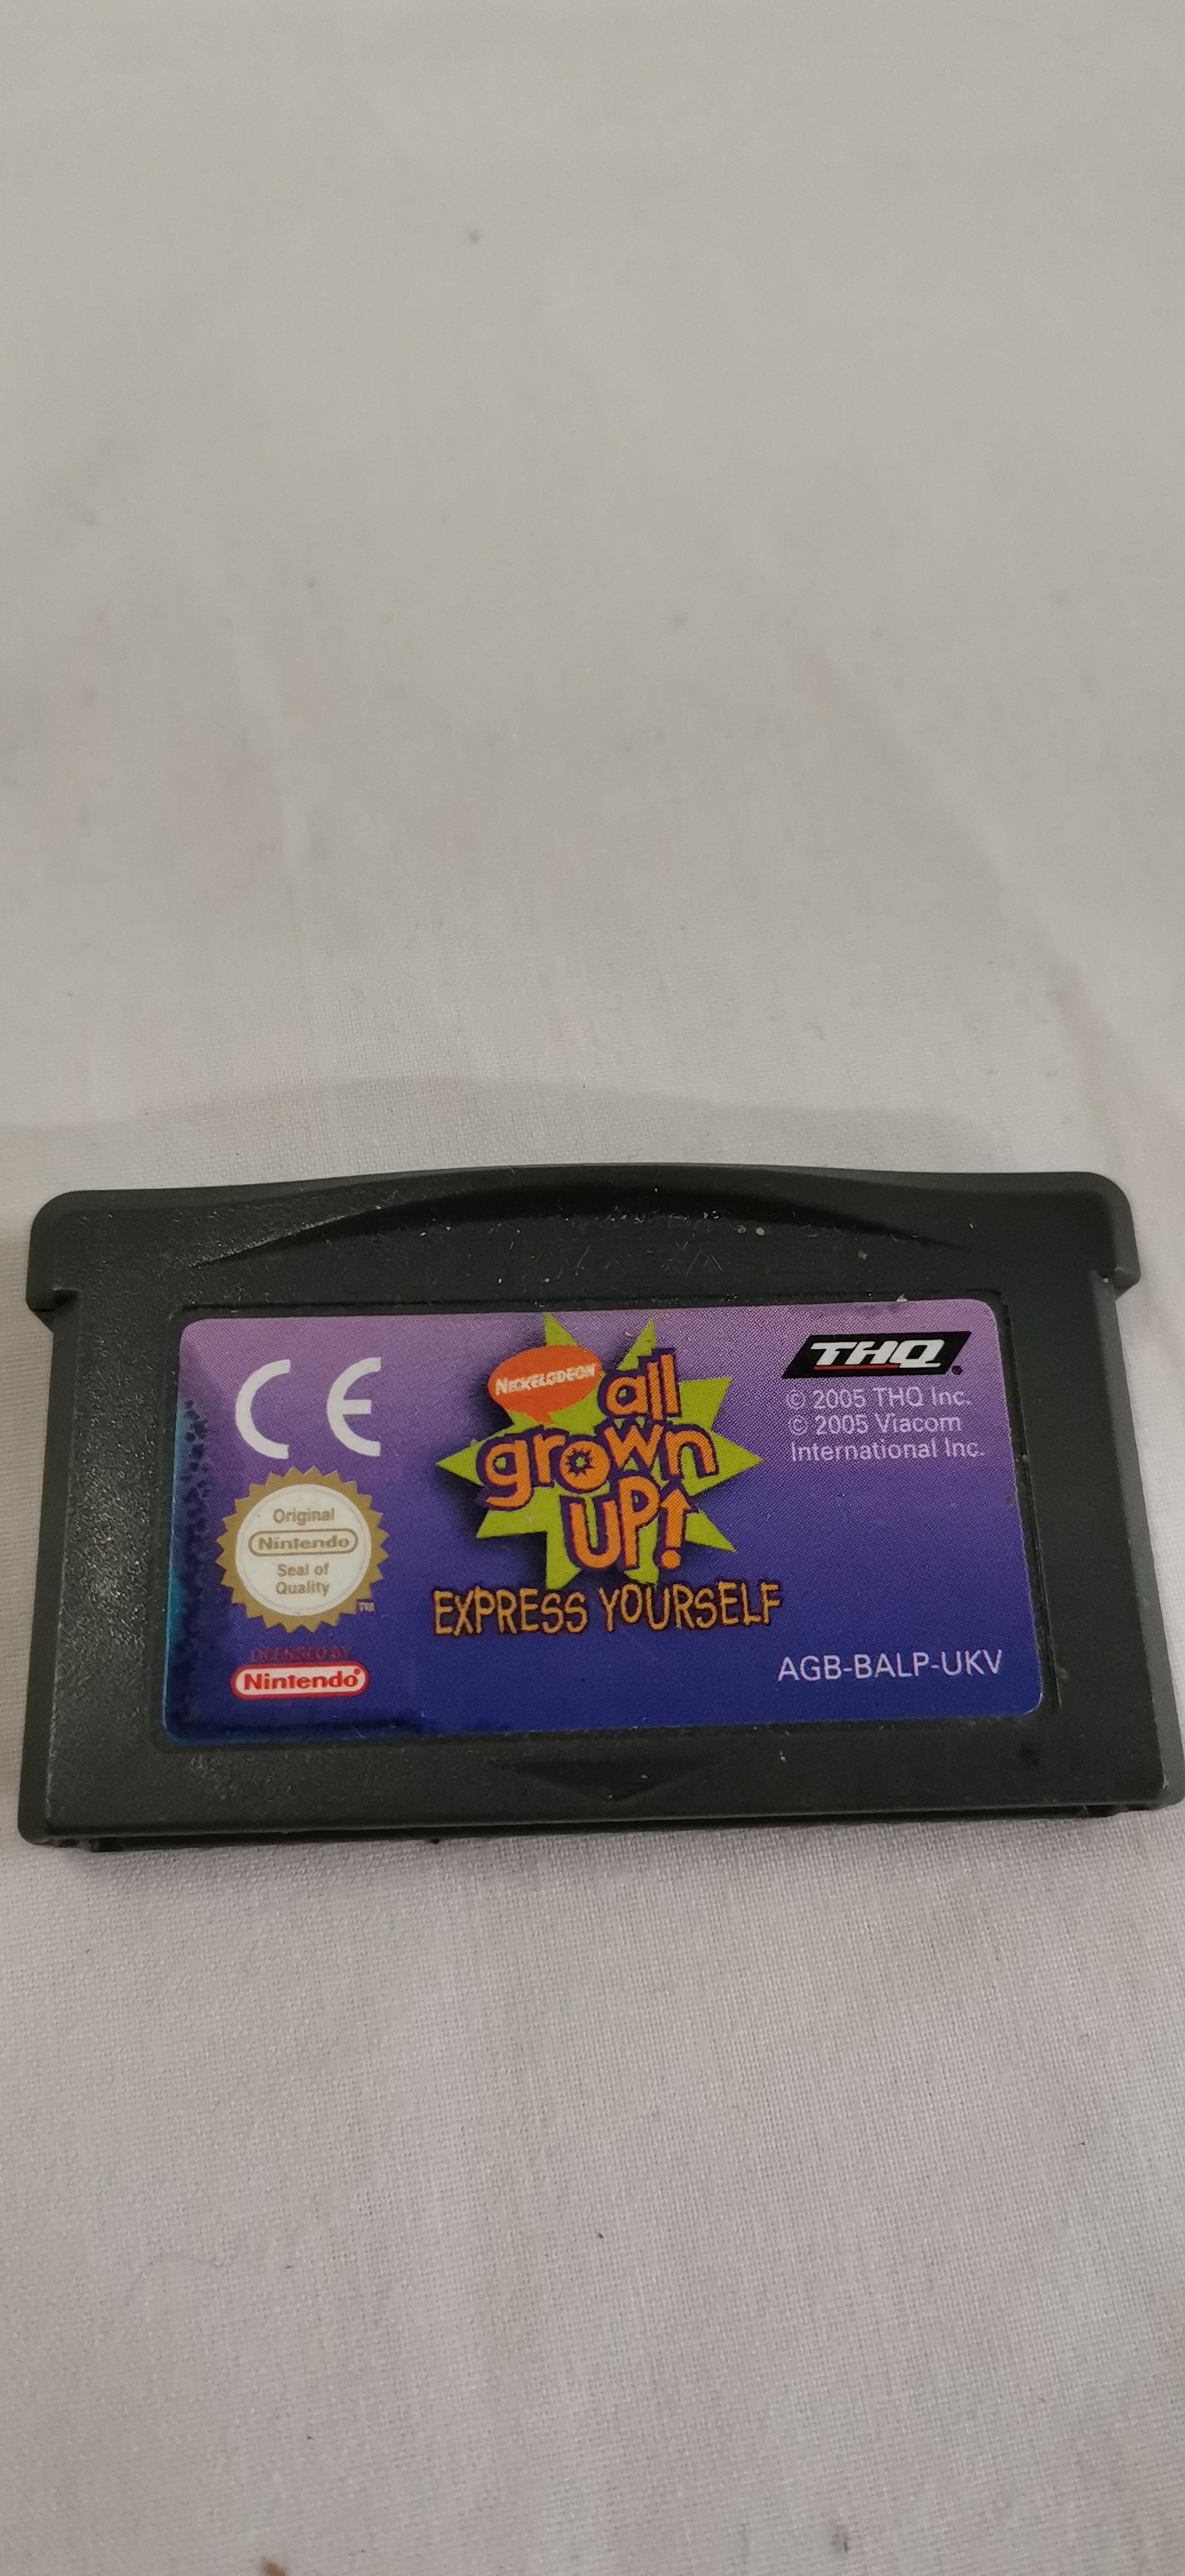 CE
Original
Nintendo
Seal of
Quality
TM
LICENSED BY
Nintendo®
NICKELODEON
all
grown
UP!
EXPRESS YOURSELF
THQ®
© 2005 THQ Inc.
© 2005 Viacom
International Inc.
AGB-BALP-UKV